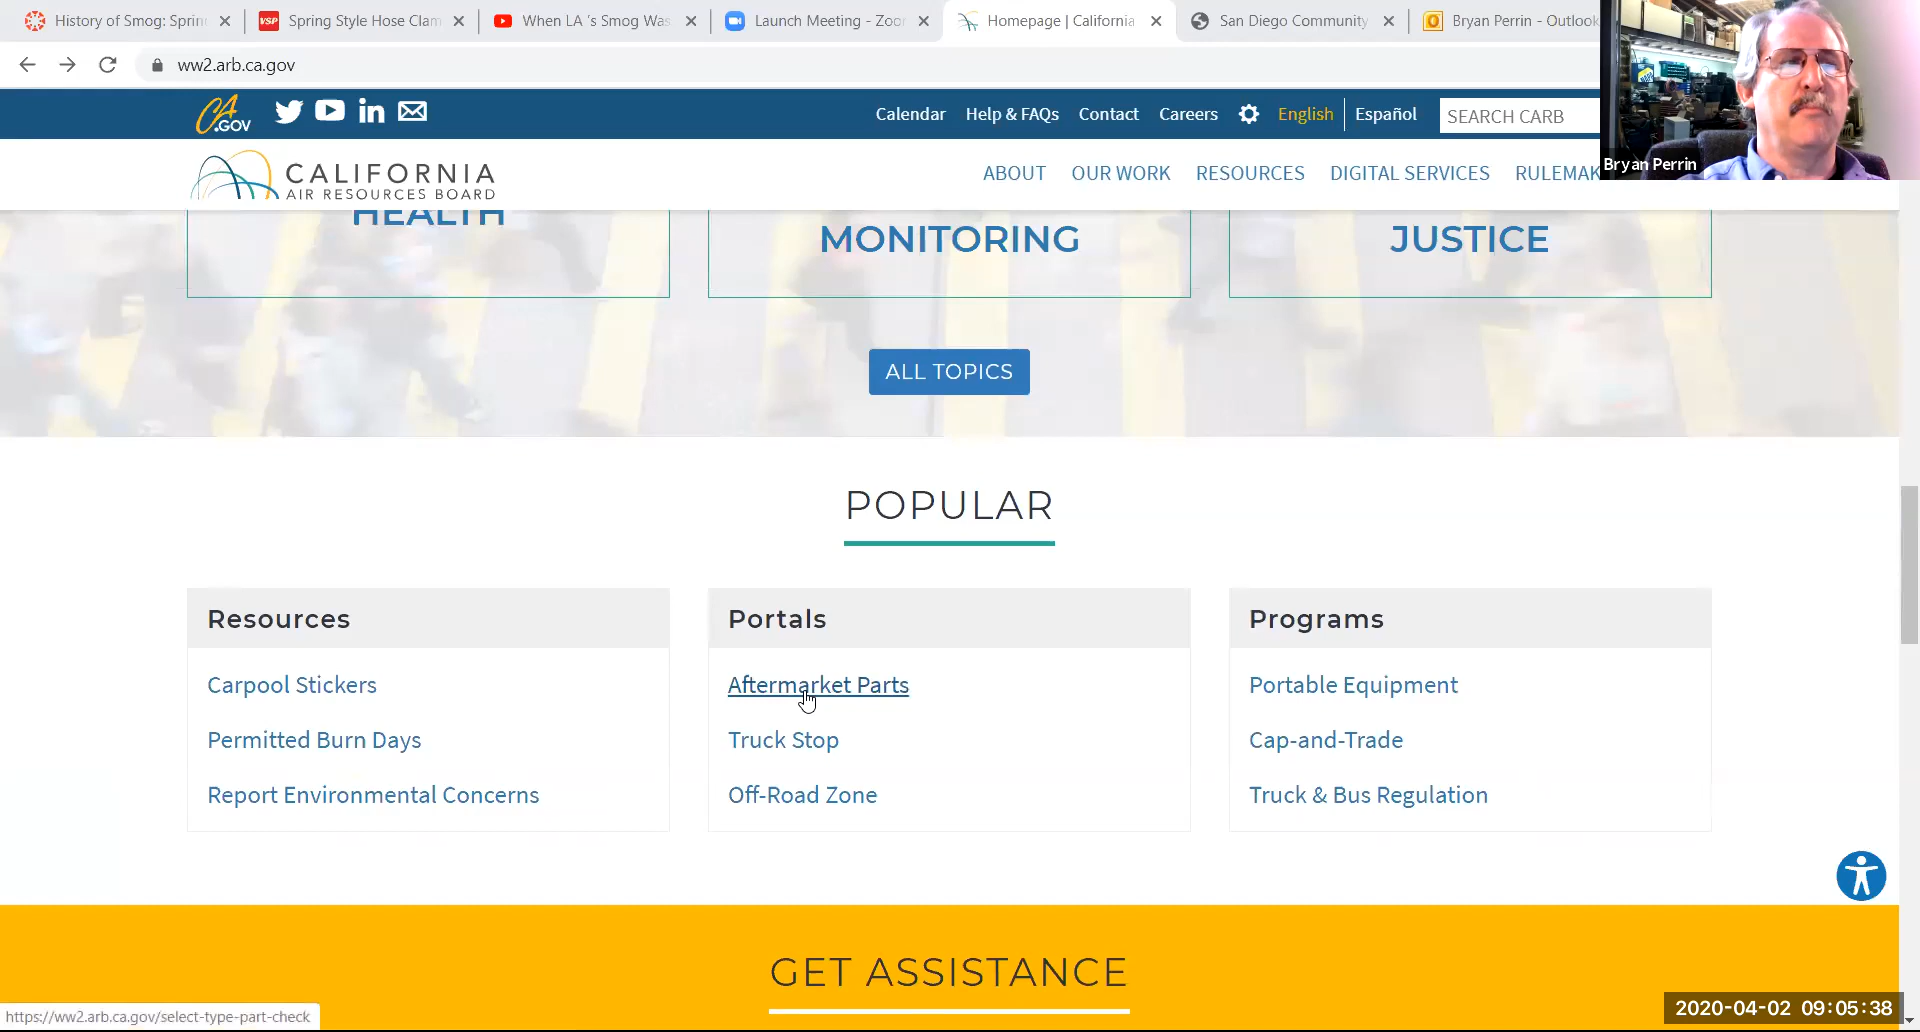 History of Smog: Sprin
Spring Style Hose Clam
When LA 's Smog Was
Launch Meeting - Zoo
Homepage | California
San Diego Community
Bryan Perrin - Outlook
ww2.arb.ca.gov
CA.GOV
Calendar Help & FAQs Contact Careers English Español SEARCH CARB
CALIFORNIA
AIR RESOURCES BOARD
ABOUT OUR WORK RESOURCES DIGITAL SERVICES RULEMAK
Bryan Perrin
HEALTH
MONITORING
JUSTICE
ALL TOPICS
POPULAR
Resources
Carpool Stickers
Permitted Burn Days
Report Environmental Concerns
Portals
Aftermarket Parts
Truck Stop
Off-Road Zone
Programs
Portable Equipment
Cap-and-Trade
Truck & Bus Regulation
GET ASSISTANCE
https://ww2.arb.ca.gov/select-type-part-check
2020-04-02 09:05:38